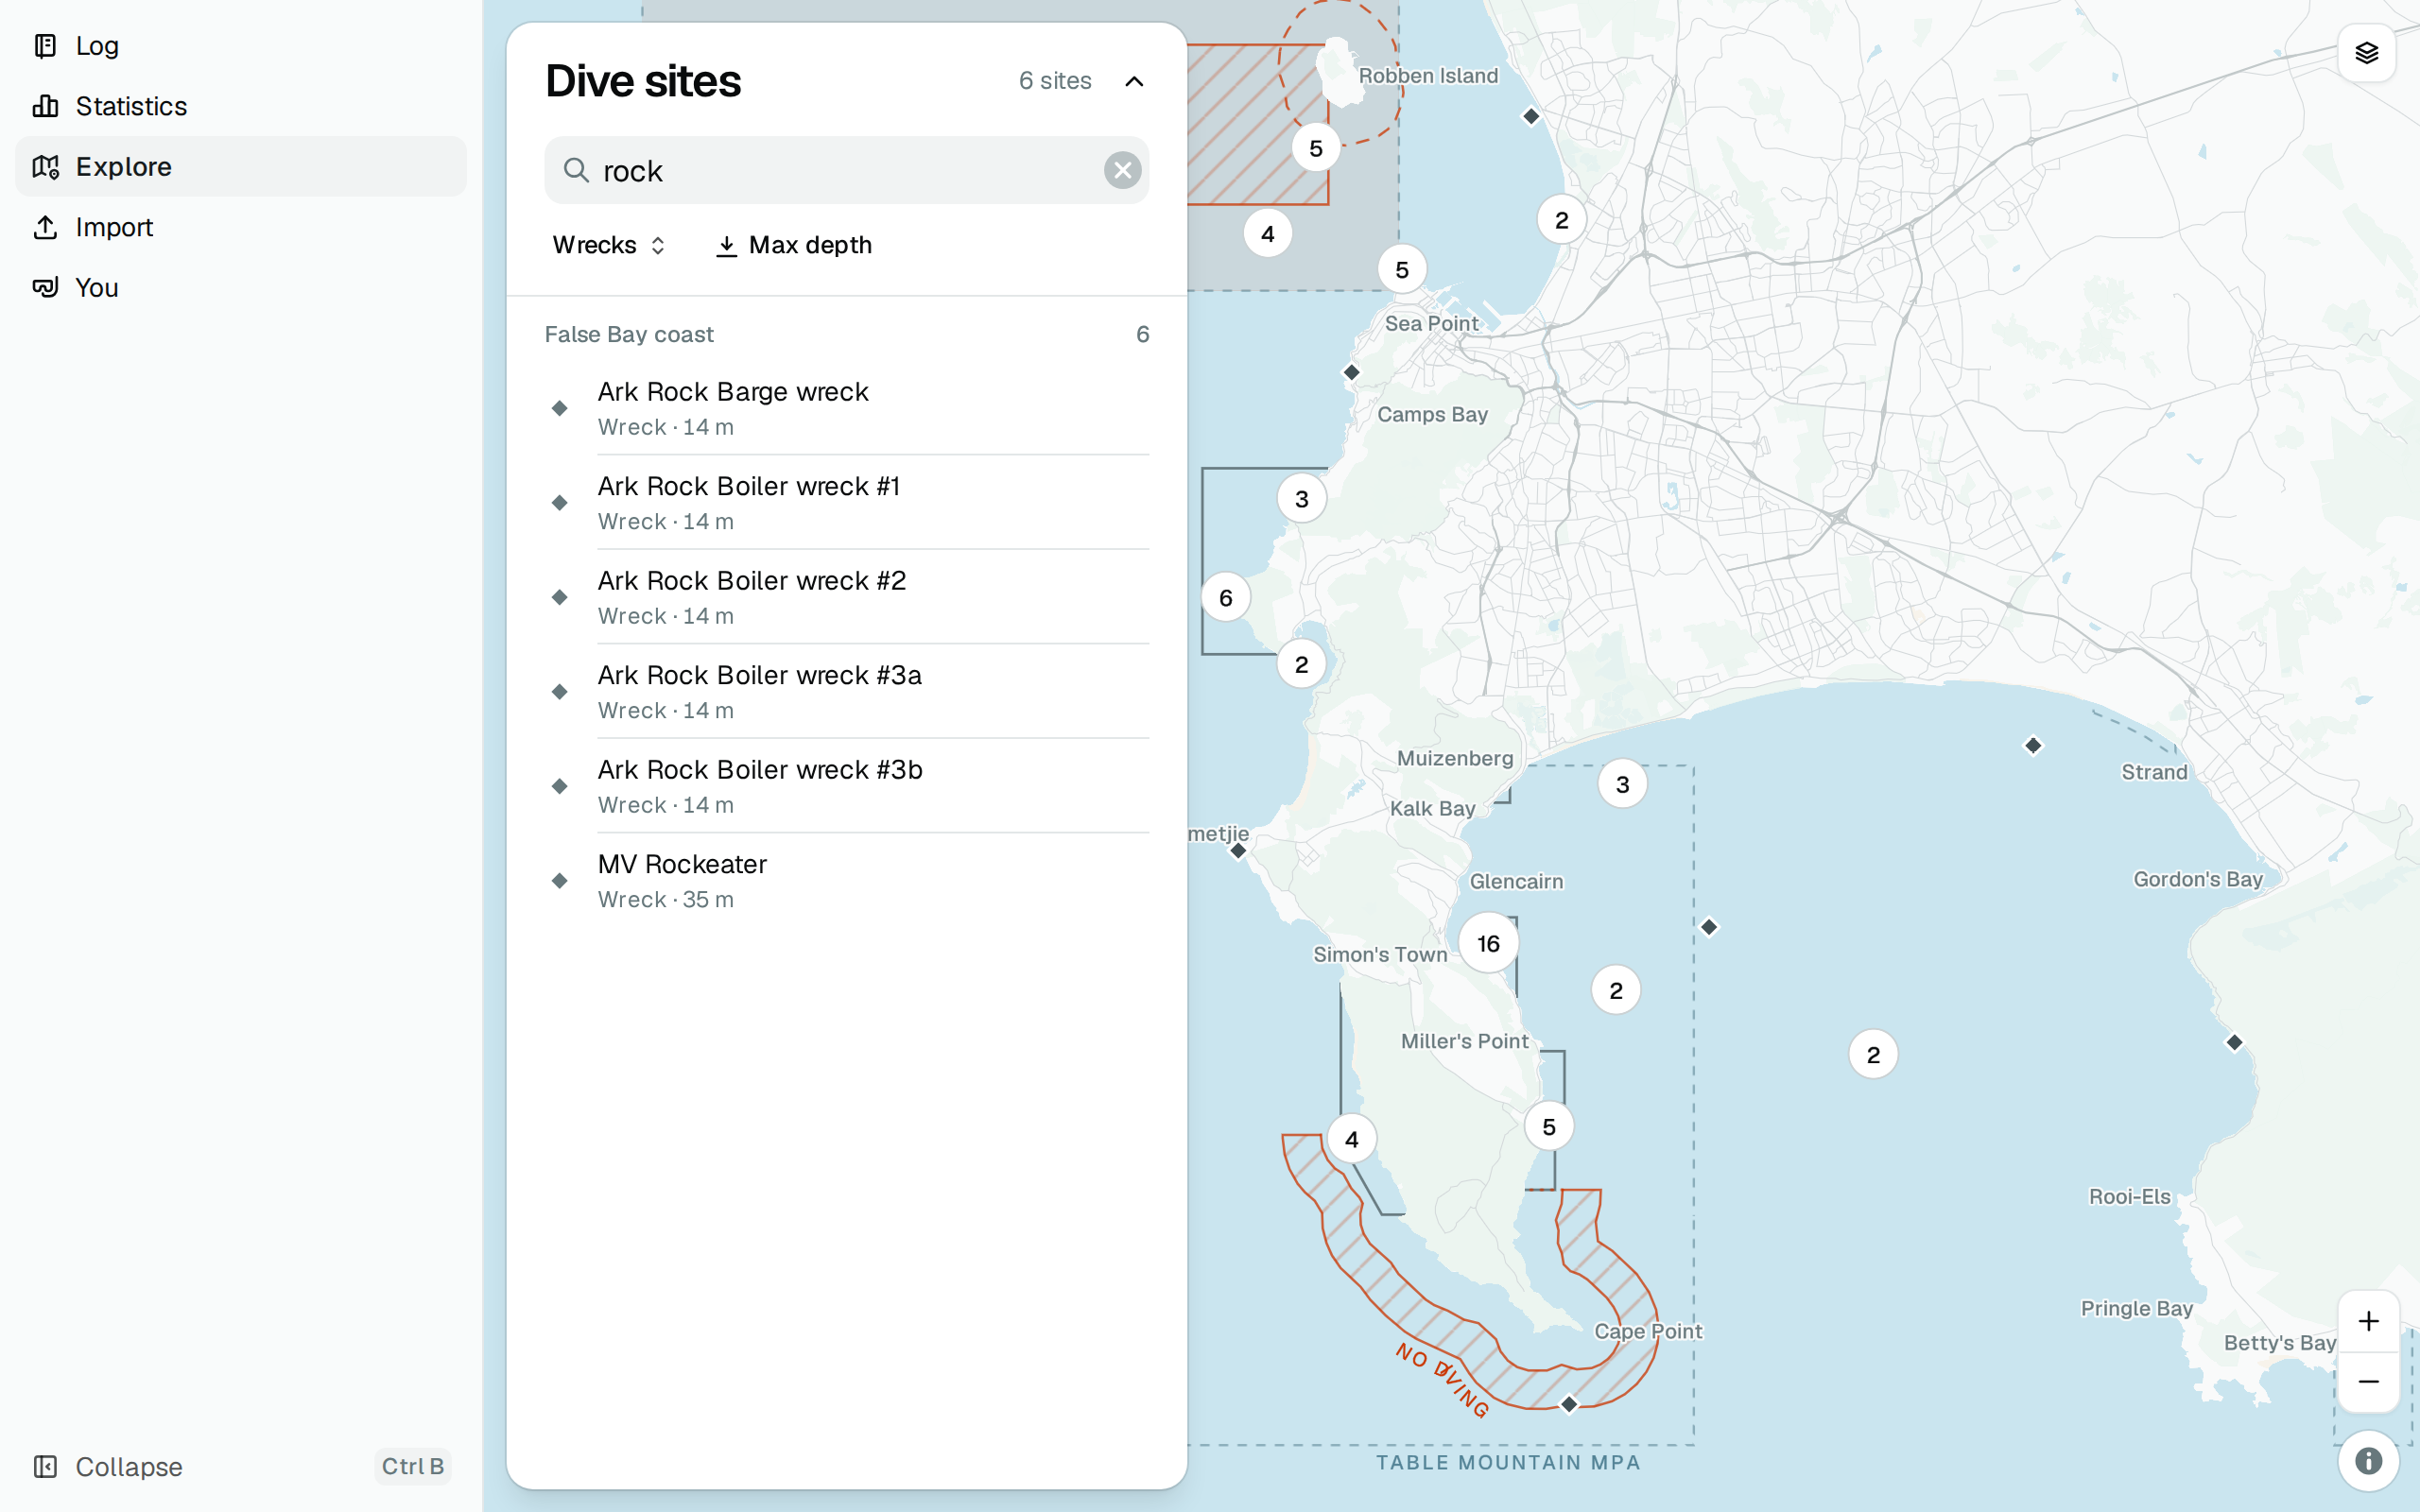 Log
Statistics
Explore
Import
You
Collapse
Ctrl B
Dive sites
6 sites
rock
Wrecks
Max depth
False Bay coast
6
Ark Rock Barge wreck
Wreck · 14 m
Ark Rock Boiler wreck #1
Wreck · 14 m
Ark Rock Boiler wreck #2
Wreck · 14 m
Ark Rock Boiler wreck #3a
Wreck · 14 m
Ark Rock Boiler wreck #3b
Wreck · 14 m
MV Rockeater
Wreck · 35 m
Robben Island
5
2
4
5
Sea Point
Camps Bay
3
6
2
Muizenberg
3
Strand
Kalk Bay
metjie
Glencairn
Gordon's Bay
16
Simon's Town
2
Miller's Point
2
5
4
Rooi-Els
Pringle Bay
Cape Point
Betty's Bay
NO DIVING
TABLE MOUNTAIN MPA